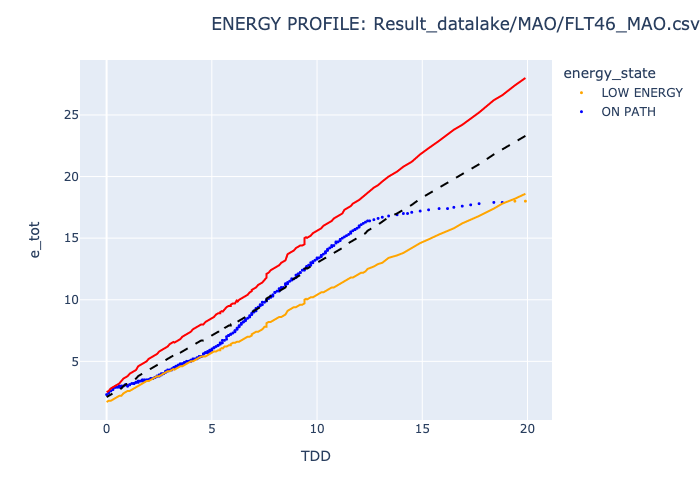 ENERGY PROFILE: Result_datalake/MAO/FLT46_MAO.csv
energy_state
LOW ENERGY
ON PATH
e_tot
25
20
15
10
5
0
5
10
15
20
TDD